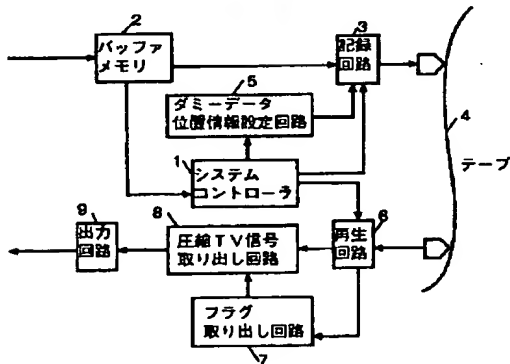 2
バッファ
メモリ
3
記録
回路
5
ダミーデータ
位置情報設定回路
4
テープ
1
システム
コントローラ
9
出力
回路
8
圧縮TV信号
取り出し回路
再生
回路
6
フラグ
取り出し回路
7